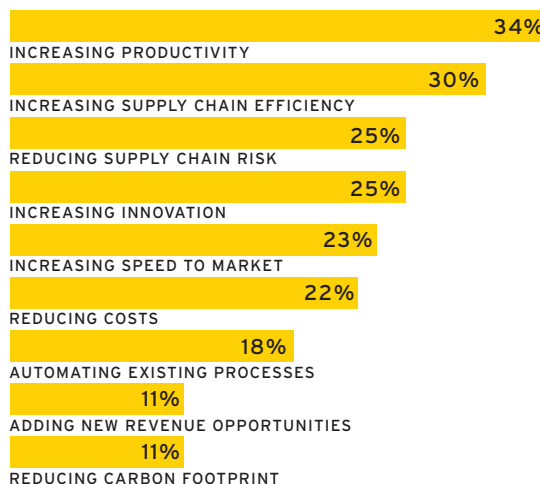 34%
INCREASING PRODUCTIVITY
30%
INCREASING SUPPLY CHAIN EFFICIENCY
25%
REDUCING SUPPLY CHAIN RISK
25%
INCREASING INNOVATION
23%
INCREASING SPEED TO MARKET
22%
REDUCING COSTS
18%
AUTOMATING EXISTING PROCESSES
11%
ADDING NEW REVENUE OPPORTUNITIES
11%
REDUCING CARBON FOOTPRINT